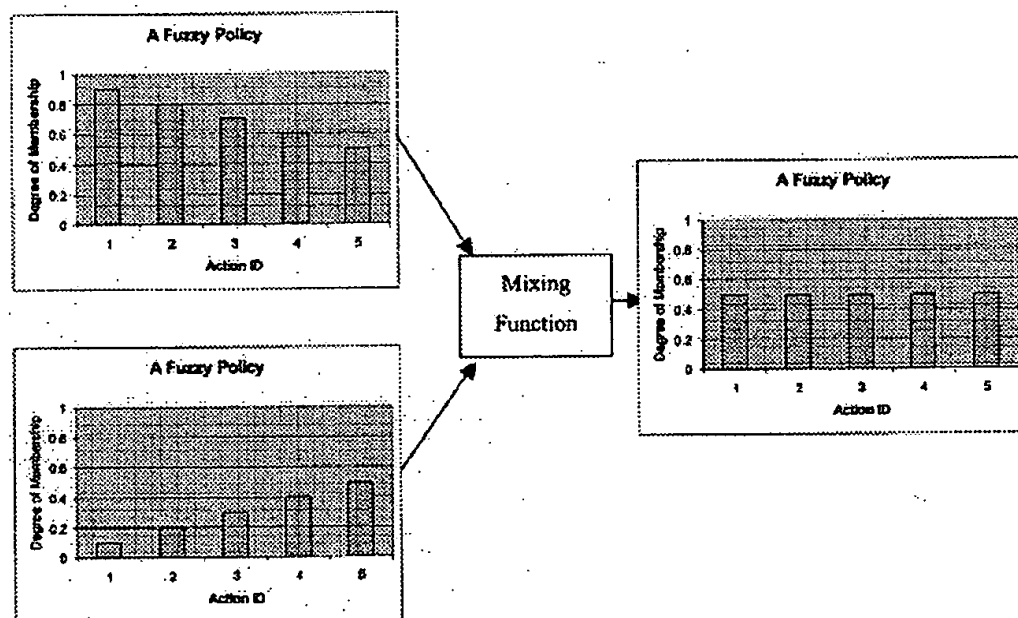 A Fuzzy Policy
Degree of Membership
1
0.8
0.6
0.4
0.2
0
1 2 3 4 5
Action ID
A Fuzzy Policy
Degree of Membership
1
0.8
0.6
0.4
0.2
0
1 2 3 4 5
Action ID
Mixing
Function
A Fuzzy Policy
Degree of Membership
1
0.8
0.6
0.4
0.2
0
1 2 3 4 5
Action ID